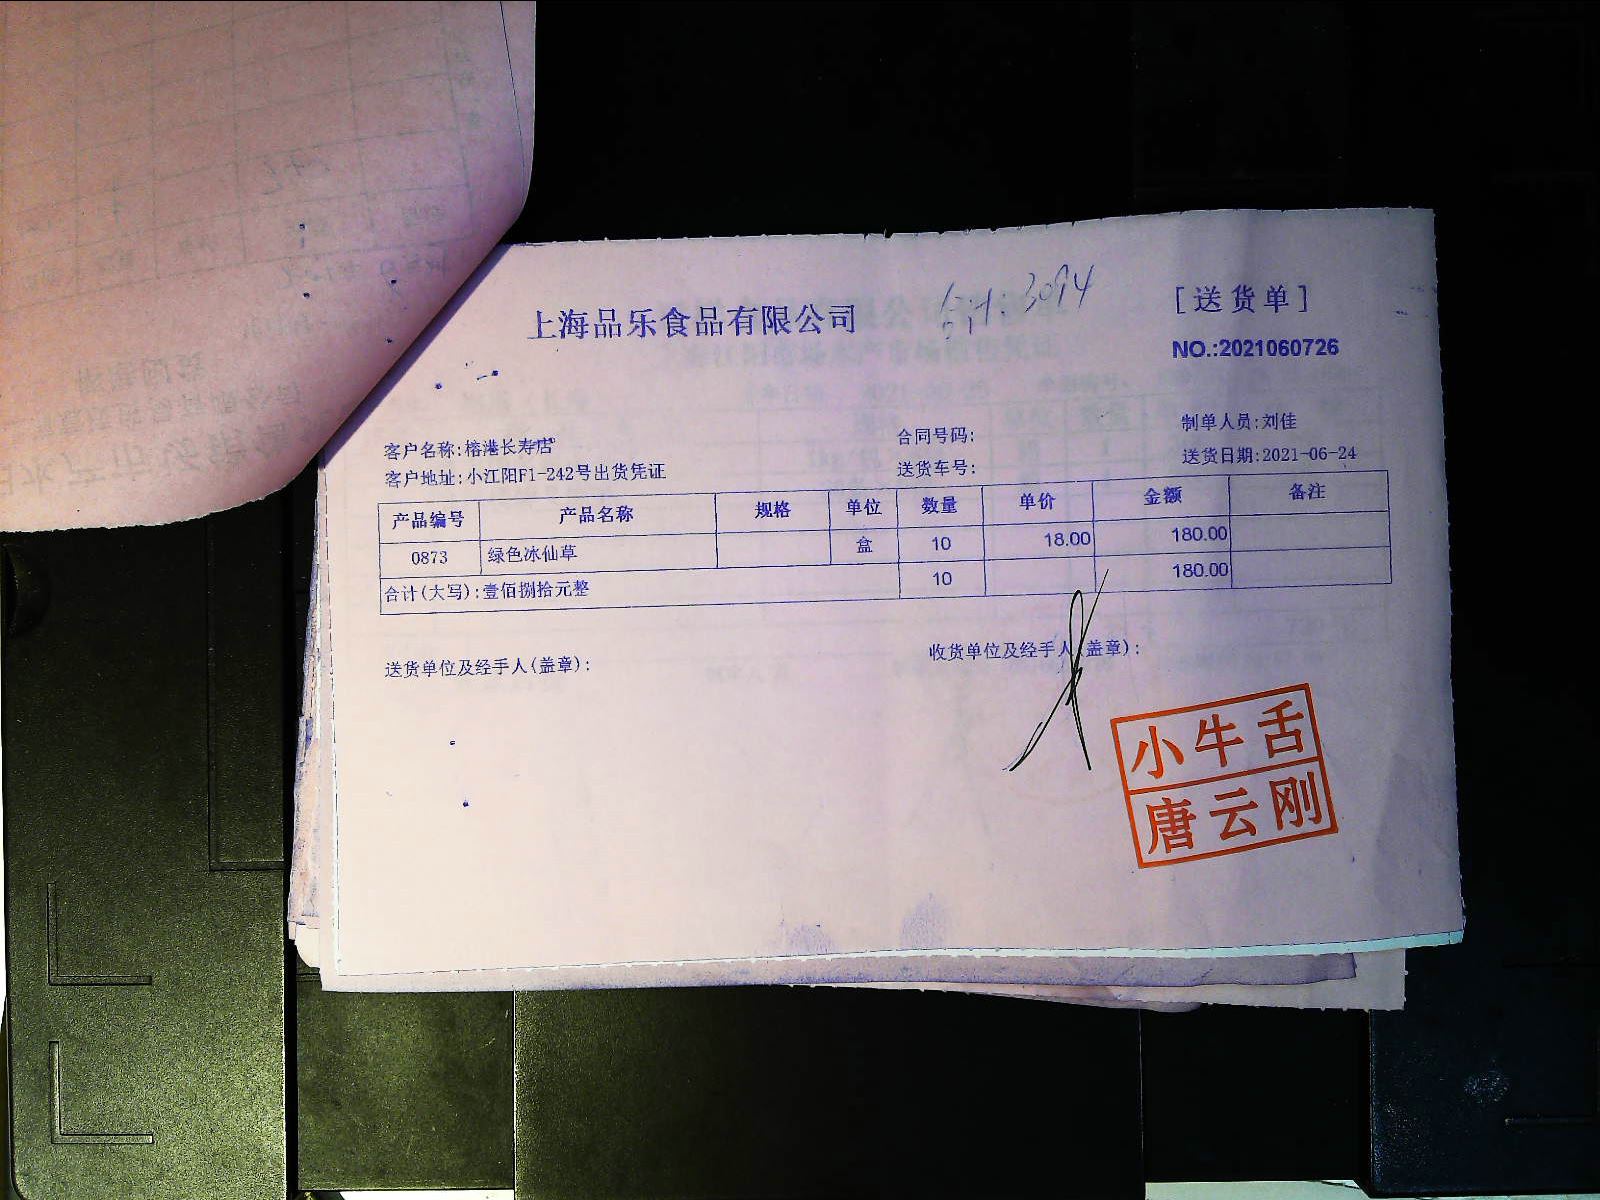 上海品乐食品有限公司
3094
[送货单]
NO.:2021060726
客户名称:榕港长寿店
合同号码:
制单人员:刘佳
客户地址:小江阳F1-242号出货凭证
送货车号:
送货日期:2021-06-24
产品编号 产品名称 规格 单位 数量 单价 金额 备注
0873 绿色冰仙草 盒 10 18.00 180.00
合计(大写):壹佰捌拾元整 10 180.00
送货单位及经手人(盖章):
收货单位及经手人(盖章):
小牛舌
唐云刚